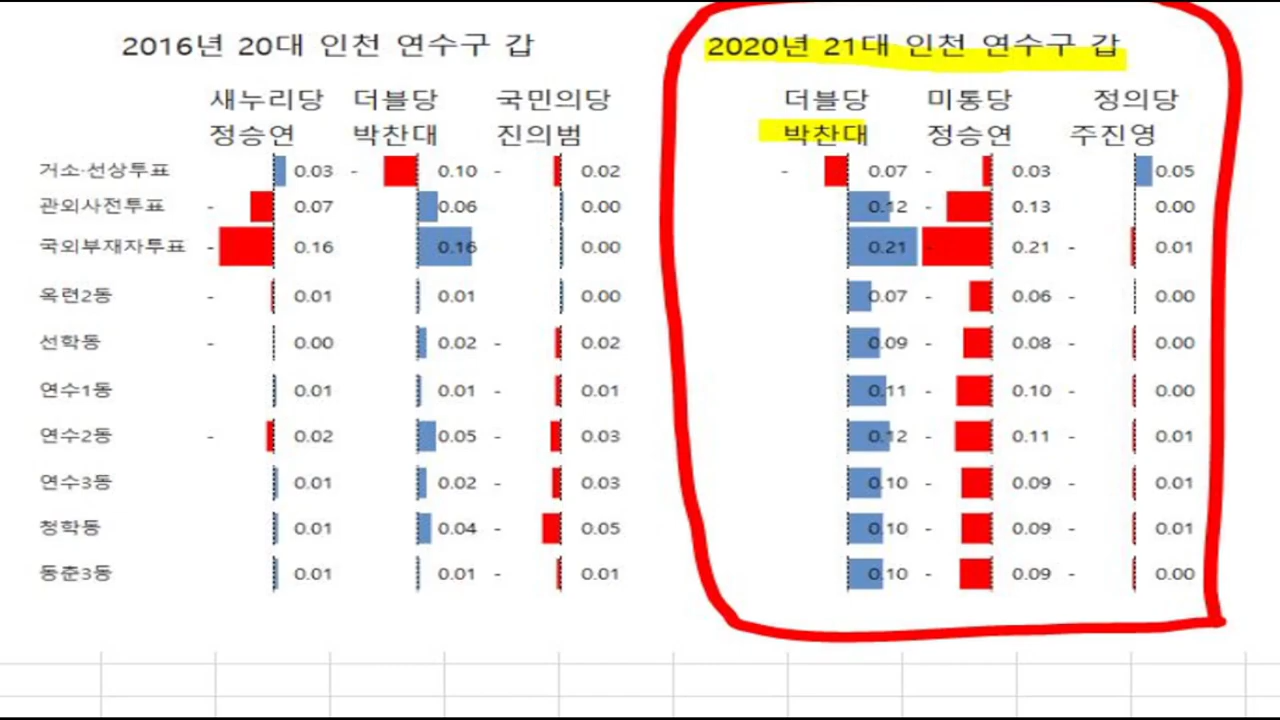 2016년 20대 인천 연수구 갑 2020년 21대 인천 연수구 갑
새누리당 더블당 국민의당 더블당 미통당 정의당
정승연 박찬대 진의범 박찬대 정승연 주진영
거소·선상투표 0.03 - 0.10 - 0.02 - 0.07 - 0.03 0.05
관외사전투표 - 0.07 0.06 0.00 0.12 - 0.13 0.00
국외부재자투표 - 0.16 0.16 0.00 0.21 - 0.21 - 0.01
옥련2동 - 0.01 0.01 0.00 0.07 - 0.06 - 0.00
선학동 - 0.00 0.02 - 0.02 0.09 - 0.08 - 0.00
연수1동 0.01 0.01 - 0.01 0.11 - 0.10 - 0.00
연수2동 - 0.02 0.05 - 0.03 0.12 - 0.11 - 0.01
연수3동 0.01 0.02 - 0.03 0.10 - 0.09 - 0.01
청학동 0.01 0.04 - 0.05 0.10 - 0.09 - 0.01
동춘3동 0.01 0.01 - 0.01 0.10 - 0.09 - 0.00